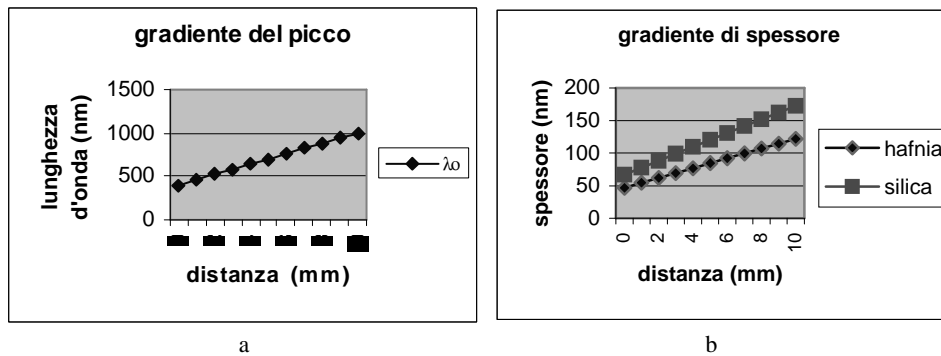 gradiente del picco
1500
1000
500
0
lunghezza
d'onda (nm)
λo
distanza (mm)
a
gradiente di spessore
200
150
100
50
0
spessore (nm)
hafnia
silica
0
2
4
6
8
10
distanza (mm)
b